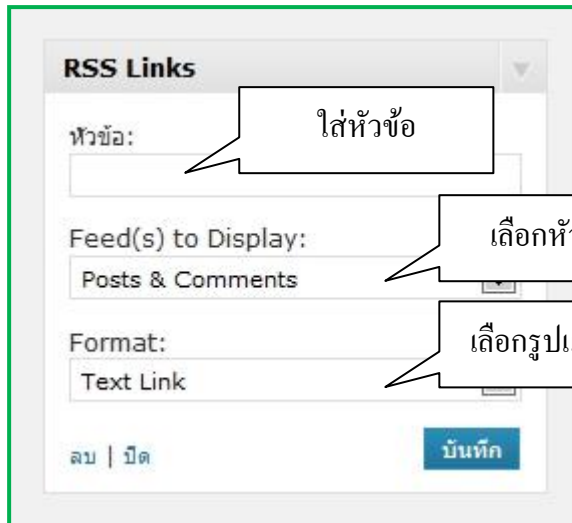 RSS Links
หัวข้อ:
ใส่หัวข้อ
Feed(s) to Display:
Posts & Comments
Format:
Text Link
ลบ | ปิด
บันทึก